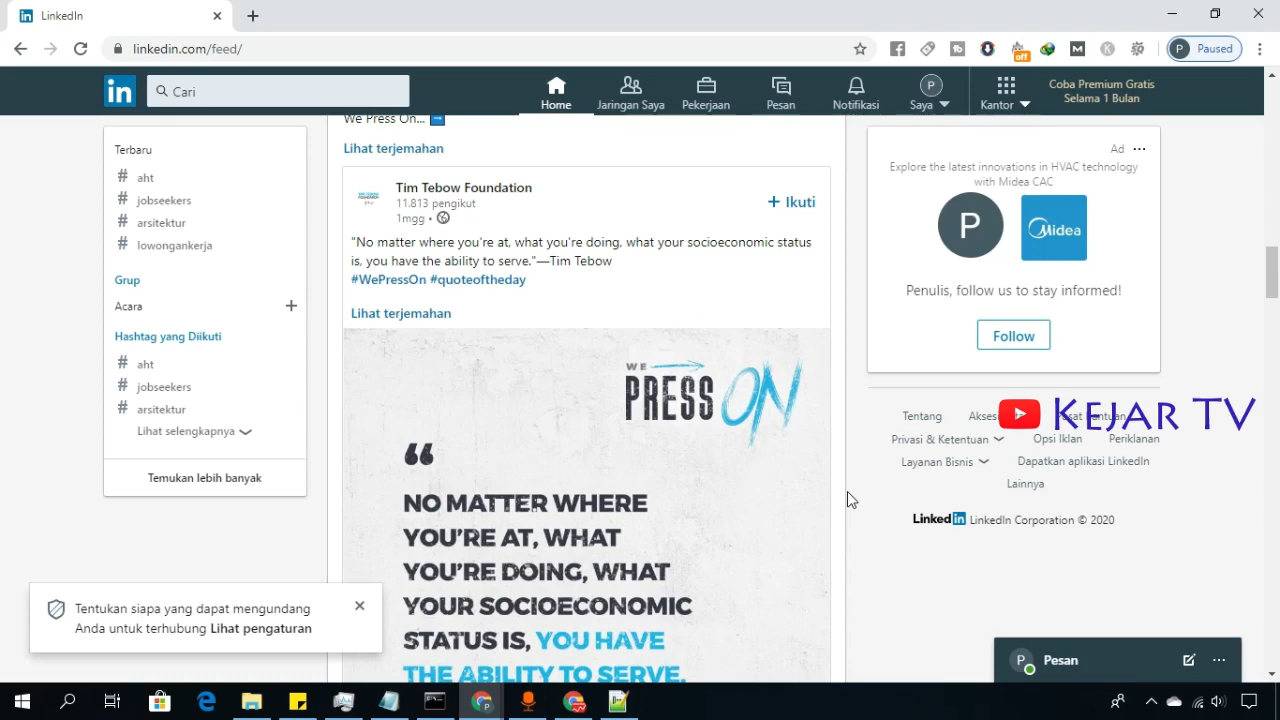 LinkedIn
linkedin.com/feed/
off
M
K
P
Paused
in
Cari
Home
Jaringan Saya
Pekerjaan
Pesan
Notifikasi
P
Saya
Kantor
Coba Premium Gratis
Selama 1 Bulan
Terbaru
# aht
# jobseekers
# arsitektur
# lowongankerja
Grup
Acara +
Hashtag yang Diikuti
# aht
# jobseekers
# arsitektur
Lihat selengkapnya
Temukan lebih banyak
We Press On...
Lihat terjemahan
Tim Tebow Foundation
11.813 pengikut
1mgg •
+ Ikuti
"No matter where you're at, what you're doing, what your socioeconomic status
is, you have the ability to serve."—Tim Tebow
#WePressOn #quoteoftheday
Lihat terjemahan
WE
PRESS ON
“
NO MATTER WHERE
YOU'RE AT, WHAT
YOU'RE DOING, WHAT
YOUR SOCIOECONOMIC
STATUS IS, YOU HAVE
THE ABILITY TO SERVE.
Ad ...
Explore the latest innovations in HVAC technology
with Midea CAC
P
Midea
Penulis, follow us to stay informed!
Follow
KEJAR TV
Tentang
Privasi & Ketentuan Opsi Iklan Periklanan
Layanan Bisnis Dapatkan aplikasi LinkedIn
Lainnya
Linkedin LinkedIn Corporation © 2020
Tentukan siapa yang dapat mengundang
Anda untuk terhubung Lihat pengaturan
P Pesan